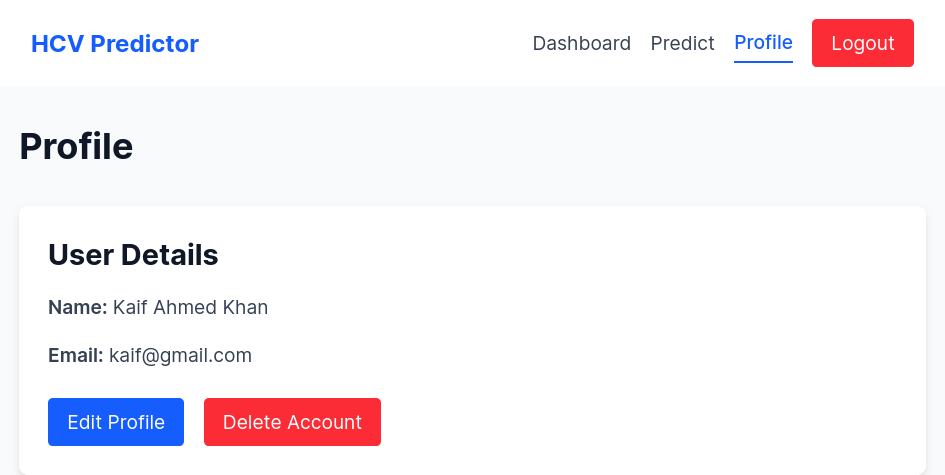 HCV Predictor
Dashboard Predict Profile Logout
Profile
User Details
Name: Kaif Ahmed Khan
Email: kaif@gmail.com
Edit Profile Delete Account